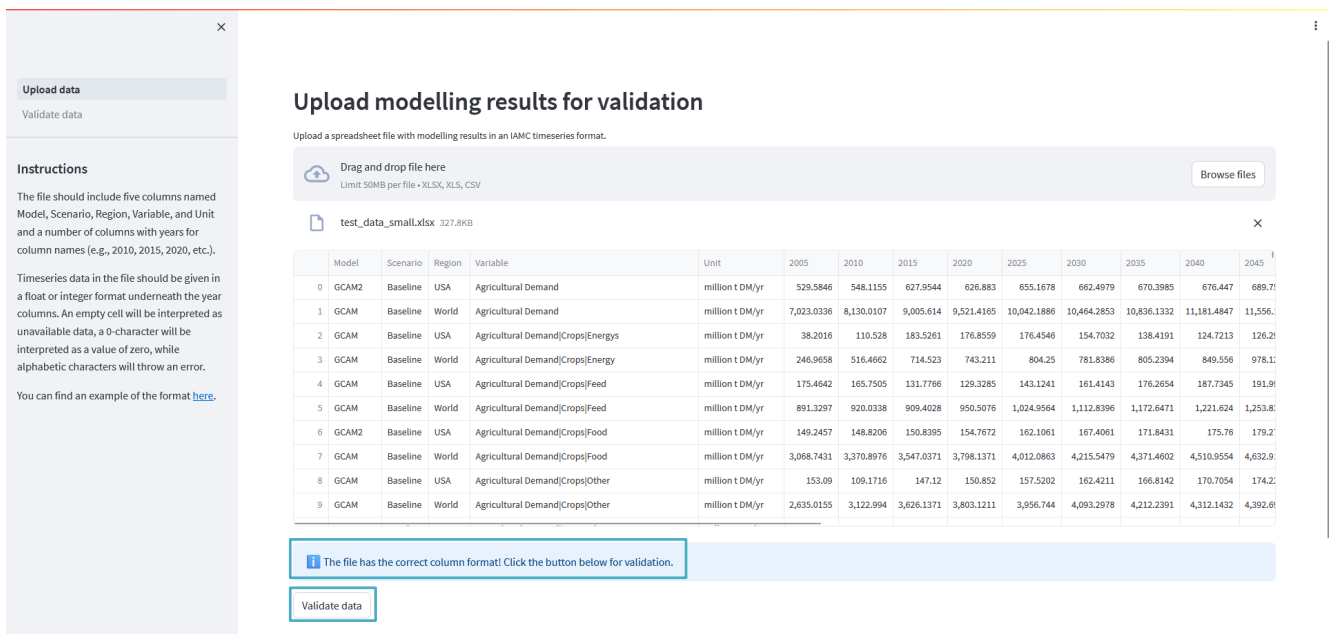 Upload data
Validate data
Instructions
The file should include five columns named
Model, Scenario, Region, Variable, and Unit
and a number of columns with years for
column names (e.g., 2010, 2015, 2020, etc.).
Timeseries data in the file should be given in
a float or integer format underneath the year
columns. An empty cell will be interpreted as
unavailable data, a 0-character will be
interpreted as a value of zero, while
alphabetic characters will throw an error.
You can find an example of the format here.
Upload modelling results for validation
Upload a spreadsheet file with modelling results in an IAMC timeseries format.
Drag and drop file here
Limit 50MB per file • XLSX, XLS, CSV
Browse files
test_data_small.xlsx 327.8KB
Model Scenario Region Variable Unit 2005 2010 2015 2020 2025 2030 2035 2040 2045
0 GCAM2 Baseline USA Agricultural Demand million t DM/yr 529.5846 548.1155 627.9544 626.883 655.1678 662.4979 670.3985 676.447 689.7
1 GCAM Baseline World Agricultural Demand million t DM/yr 7,023.0336 8,130.0107 9,005.614 9,521.4165 10,042.1886 10,464.2853 10,836.1332 11,181.4847 11,556.
2 GCAM Baseline USA Agricultural Demand|Crops|Energys million t DM/yr 38.2016 110.528 183.5261 176.8559 176.4546 154.7032 138.4191 124.7213 126.2
3 GCAM Baseline World Agricultural Demand|Crops|Energy million t DM/yr 246.9658 516.4662 714.523 743.211 804.25 781.8386 805.2394 849.556 978.1
4 GCAM Baseline USA Agricultural Demand|Crops|Feed million t DM/yr 175.4642 165.7505 131.7766 129.3285 143.1241 161.4143 176.2654 187.7345 191.9
5 GCAM Baseline World Agricultural Demand|Crops|Feed million t DM/yr 891.3297 920.0338 909.4028 950.5076 1,024.9564 1,112.8396 1,172.6471 1,221.624 1,253.8
6 GCAM2 Baseline USA Agricultural Demand|Crops|Food million t DM/yr 149.2457 148.8206 150.8395 154.7672 162.1061 167.4061 171.8431 175.76 179.2
7 GCAM Baseline World Agricultural Demand|Crops|Food million t DM/yr 3,068.7431 3,370.8976 3,547.0371 3,798.1371 4,012.0863 4,215.5479 4,371.4602 4,510.9554 4,632.9
8 GCAM Baseline USA Agricultural Demand|Crops|Other million t DM/yr 153.09 109.1716 147.12 150.852 157.5202 162.4211 166.8142 170.7054 174.2
9 GCAM Baseline World Agricultural Demand|Crops|Other million t DM/yr 2,635.0155 3,122.994 3,626.1371 3,803.1211 3,956.744 4,093.2978 4,212.2391 4,312.1432 4,392.6
The file has the correct column format! Click the button below for validation.
Validate data